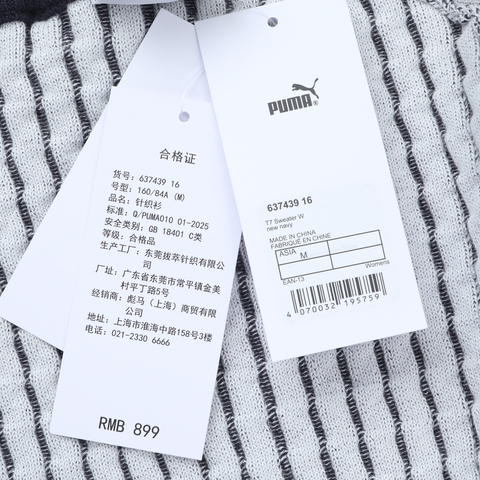 合格证
货号: 637439 16
号型: 160/84A (M)
品名: 针织衫
标准: Q/PUMA010 01-2025
安全类别: GB 18401 C类
等级: 合格品
生产工厂: 东莞拔萃针织有限公
司
厂址: 广东省东莞市常平镇金美
村平丁路5号
经销商: 彪马（上海）商贸有限
公司
地址: 上海市淮海中路158号3楼
电话: 021-2330 6666
RMB 899
PUMA®
637439 16
T7 Sweater W
new navy
MADE IN CHINA
FABRIQUÉ EN CHINE
ASIA
M
Womens
EAN-13
4 070032 195759